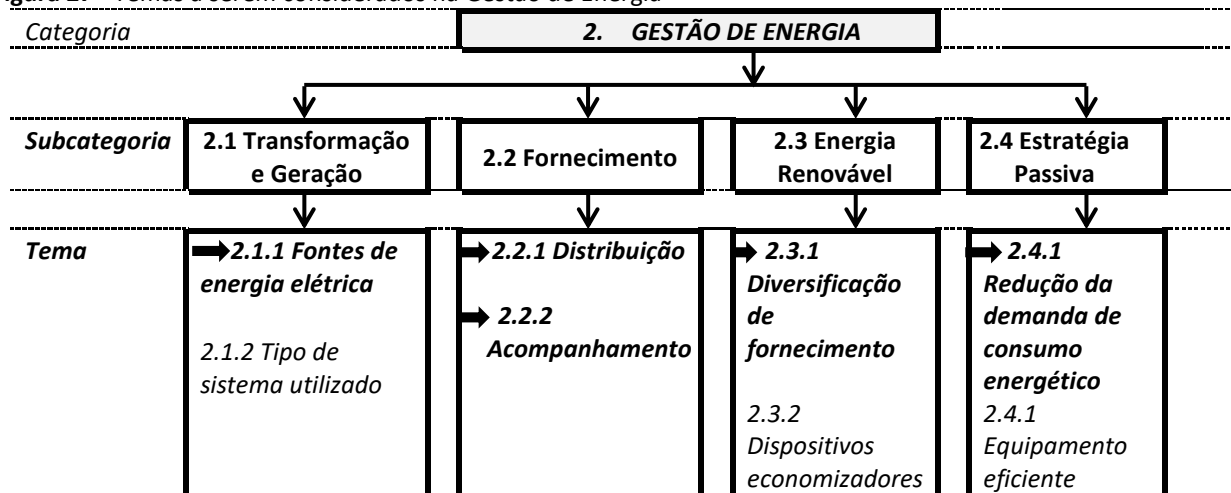 Figura 2. – Temas a serem considerados na Gestão de Energia
Categoria
2. GESTÃO DE ENERGIA
Subcategoria
2.1 Transformação
e Geração
2.2 Fornecimento
2.3 Energia
Renovável
2.4 Estratégia
Passiva
Tema
2.1.1 Fontes de
energia elétrica
2.1.2 Tipo de
sistema utilizado
2.2.1 Distribuição
2.2.2
Acompanhamento
2.3.1
Diversificação
de
fornecimento
2.3.2
Dispositivos
economizadores
2.4.1
Redução da
demanda de
consumo
energético
2.4.1
Equipamento
eficiente